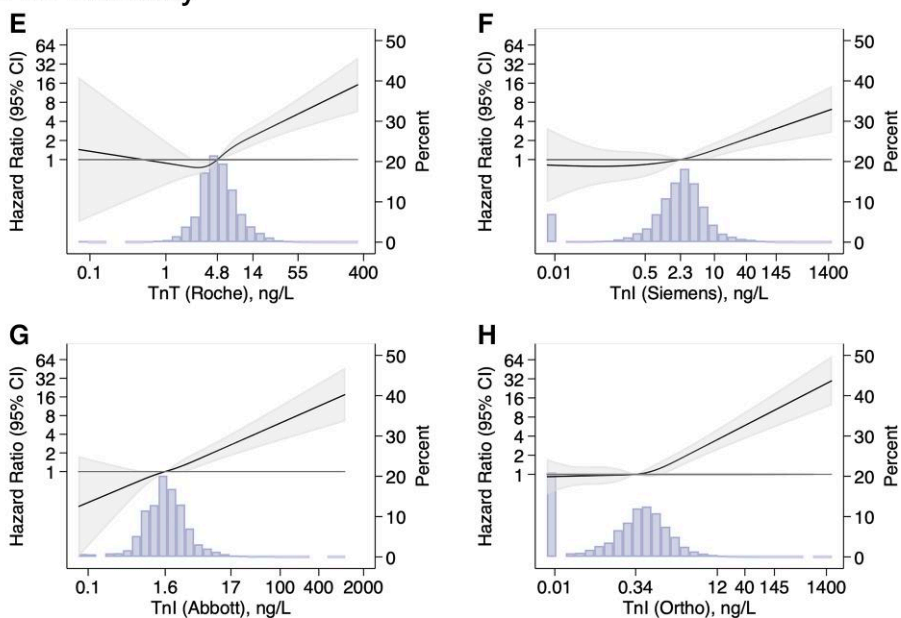 E
F
Hazard Ratio (95% CI)
64
32
16
8
4
2
1
50
40
30
20
10
0
Percent
0.1 1 4.8 14 55 400
TnT (Roche), ng/L
Hazard Ratio (95% CI)
64
32
16
8
4
2
1
50
40
30
20
10
0
Percent
0.01 0.5 2.3 10 40 145 1400
TnI (Siemens), ng/L
G
H
Hazard Ratio (95% CI)
64
32
16
8
4
2
1
50
40
30
20
10
0
Percent
0.1 1.6 17 100 400 2000
TnI (Abbott), ng/L
Hazard Ratio (95% CI)
64
32
16
8
4
2
1
50
40
30
20
10
0
Percent
0.01 0.34 12 40 145 1400
TnI (Ortho), ng/L